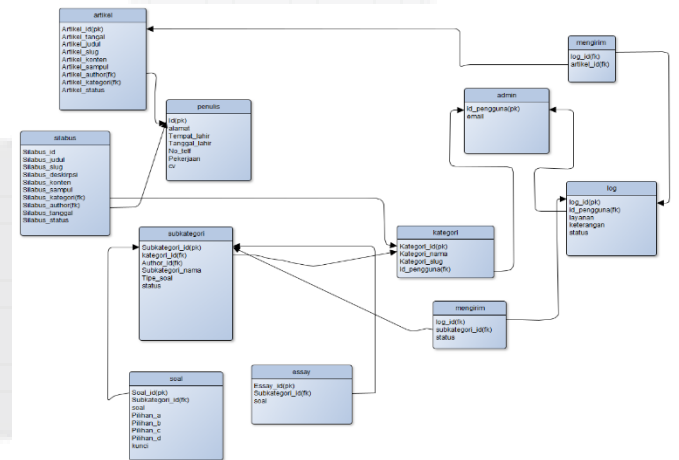 artikel
Artikel_id(pk)
Artikel_tangal
Artikel_judul
Artikel_slug
Artikel_konten
Artikel_sampul
Artikel_author(fk)
Artikel_kategori(fk)
Artikel_status
mengirim
log_id(fk)
artikel_id(fk)
admin
id_pengguna(pk)
email
penulis
Id(pk)
alamat
Tempat_lahir
Tanggal_lahir
No_telf
Pekerjaan
cv
silabus
Silabus_id
Silabus_judul
Silabus_slug
Silabus_deskirpsi
Silabus_konten
Silabus_sampul
Silabus_kategori(fk)
Silabus_author(fk)
Silabus_tanggal
Silabus_status
log
log_id(pk)
id_pengguna(fk)
layanan
keterangan
status
subkategori
Subkategori_id(pk)
kategori_id(fk)
Author_id(fk)
Subkategori_nama
Tipe_soal
status
kategori
Kategori_id(pk)
Kategori_nama
Kategori_slug
id_pengguna(fk)
mengirim
log_id(fk)
subkategori_id(fk)
status
soal
Soal_id(pk)
Subkategori_id(fk)
soal
Pilihan_a
Pilihan_b
Pilihan_c
Pilihan_d
kunci
essay
Essay_id(pk)
Subkategori_id(fk)
soal